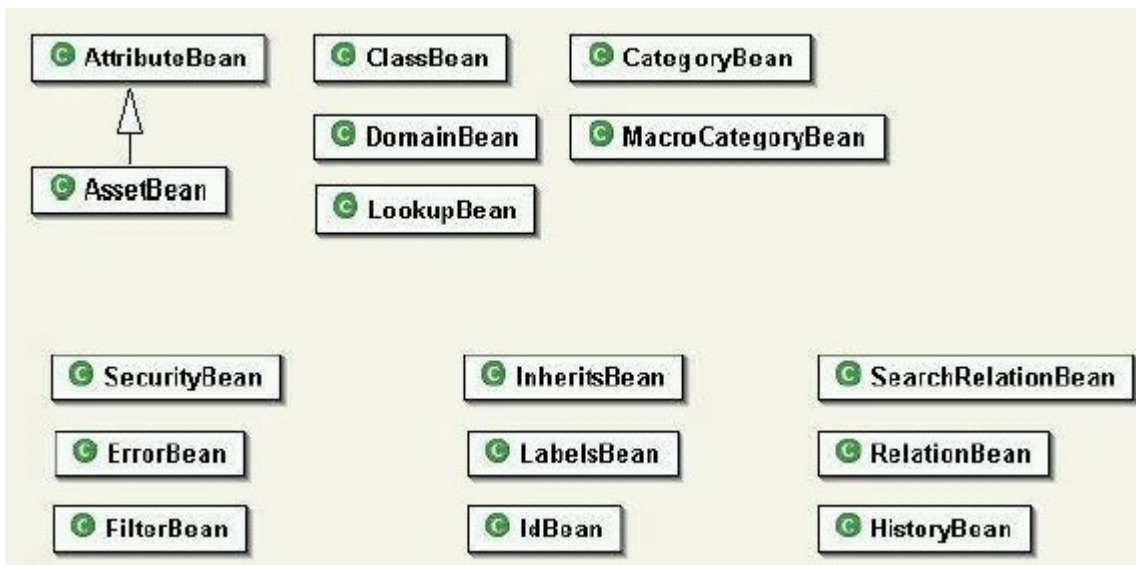 C AttributeBean
C ClassBean
C CategoryBean
C DomainBean
C MacroCategoryBean
C AssetBean
C LookupBean
C SecurityBean
C InheritsBean
C SearchRelationBean
C ErrorBean
C LabelsBean
C RelationBean
C FilterBean
C IdBean
C HistoryBean